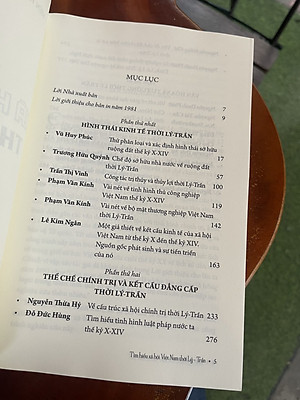 MỤC LỤC
Lời Nhà xuất bản 7
Lời giới thiệu cho bản in năm 1981 9
Phần thứ nhất
HÌNH THÁI KINH TẾ THỜI LÝ-TRẦN
• Vũ Huy Phúc Thử phân loại và xác định hình thái sở hữu
ruộng đất thế kỷ X-XIV 17
• Trương Hữu Quýnh Chế độ sở hữu nhà nước về ruộng đất
thời Lý-Trần 57
• Trần Thị Vinh Công tác trị thủy và thủy lợi thời Lý-Trần 100
• Phạm Văn Kính Vài nét về tình hình thủ công nghiệp
Việt Nam thế kỷ X-XIV 116
• Phạm Văn Kính Vài nét về bộ mặt thương nghiệp Việt Nam
thời Lý-Trần 142
• Lê Kim Ngân Một giả thiết về kết cấu kinh tế của xã hội
Việt Nam từ thế kỷ X đến thế kỷ XIV.
Nguồn gốc phát sinh và sự tiến triển
của nó 163
Phần thứ hai
THỂ CHẾ CHÍNH TRỊ VÀ KẾT CẤU ĐẲNG CẤP
THỜI LÝ-TRẦN
• Nguyễn Thừa Hỷ Về cấu trúc xã hội chính trị thời Lý-Trần 233
• Đỗ Đức Hùng Tìm hiểu tình hình luật pháp nước ta
thế kỷ X-XIV 276
Tìm hiểu xã hội Việt Nam thời Lý - Trần • 5